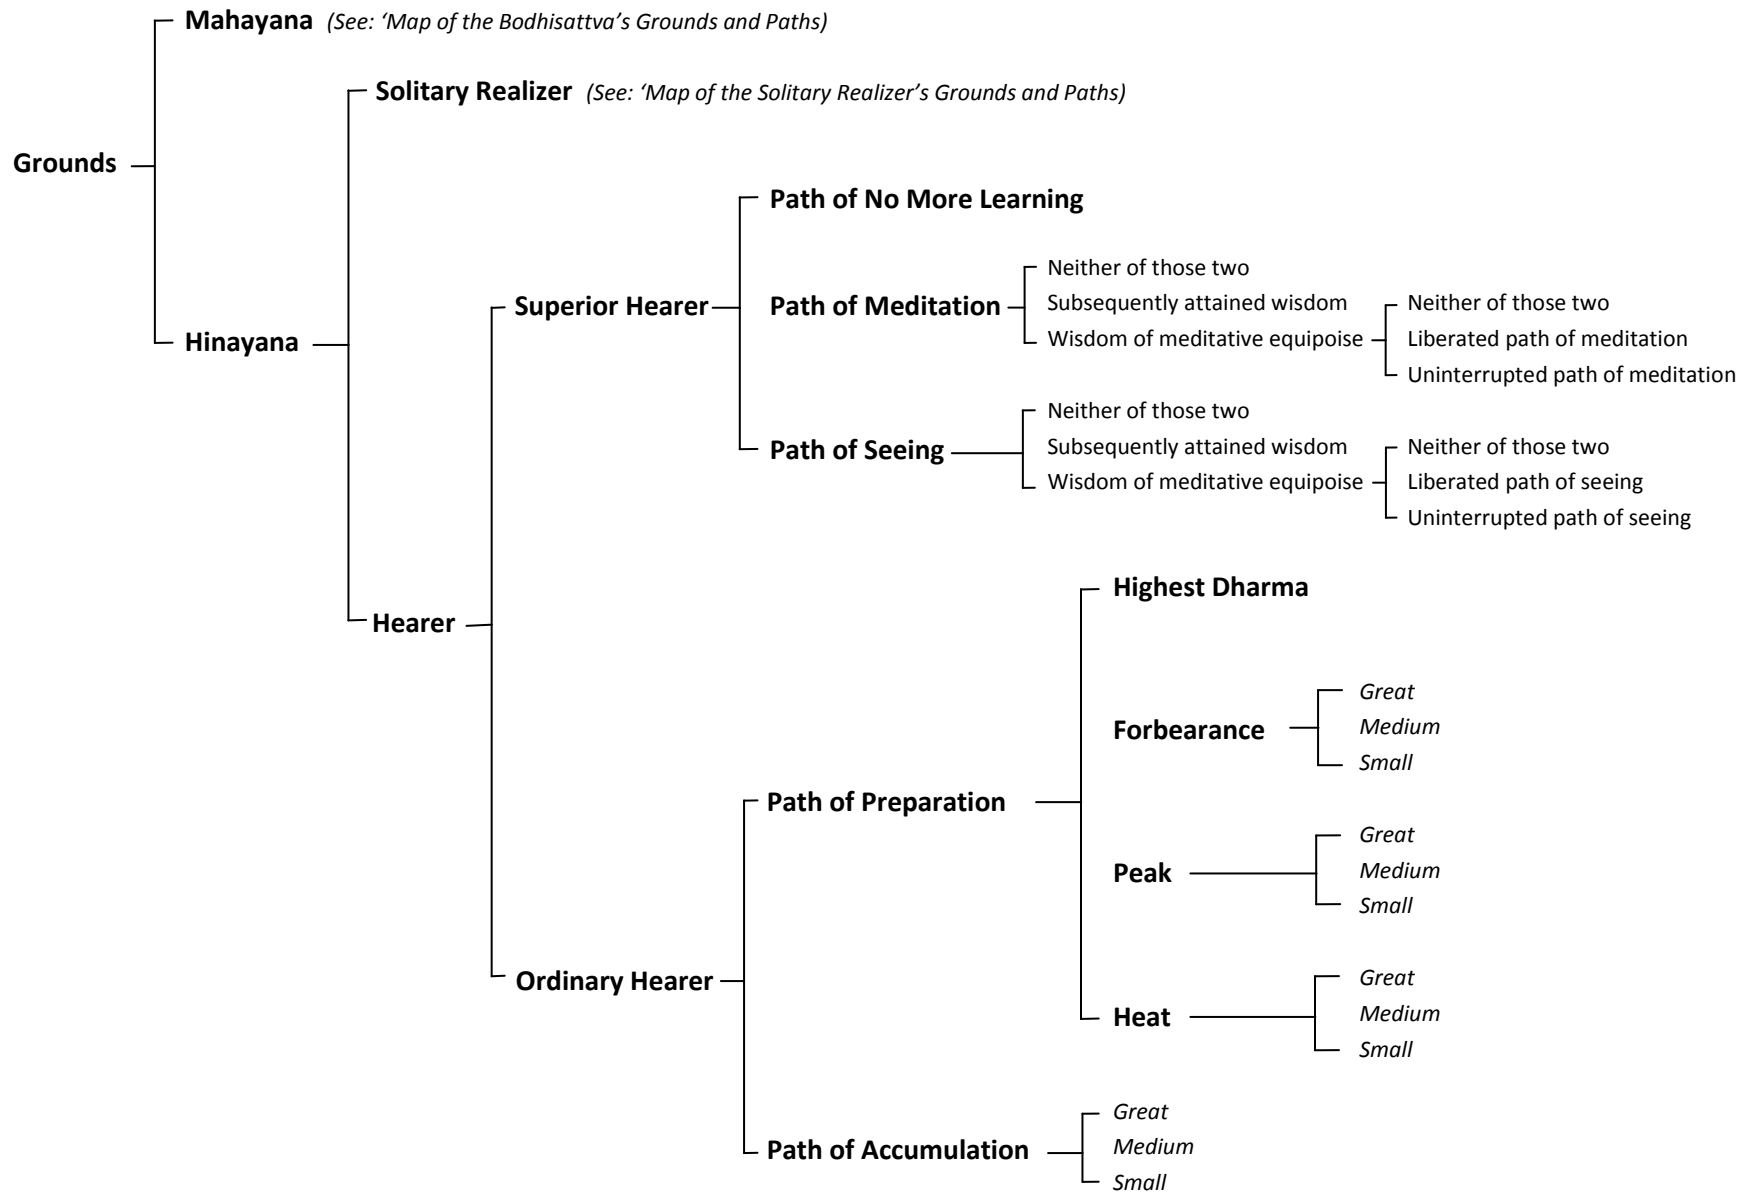 Mahayana (See: ‘Map of the Bodhisattva’s Grounds and Paths)
Solitary Realizer (See: ‘Map of the Solitary Realizer’s Grounds and Paths)
Grounds
Path of No More Learning
Neither of those two
Superior Hearer
Path of Meditation
Subsequently attained wisdom
Neither of those two
Hinayana
Wisdom of meditative equipoise
Liberated path of meditation
Uninterrupted path of meditation
Neither of those two
Path of Seeing
Subsequently attained wisdom
Neither of those two
Wisdom of meditative equipoise
Liberated path of seeing
Uninterrupted path of seeing
Highest Dharma
Hearer
Great
Forbearance
Medium
Small
Path of Preparation
Great
Peak
Medium
Small
Ordinary Hearer
Great
Heat
Medium
Small
Great
Path of Accumulation
Medium
Small